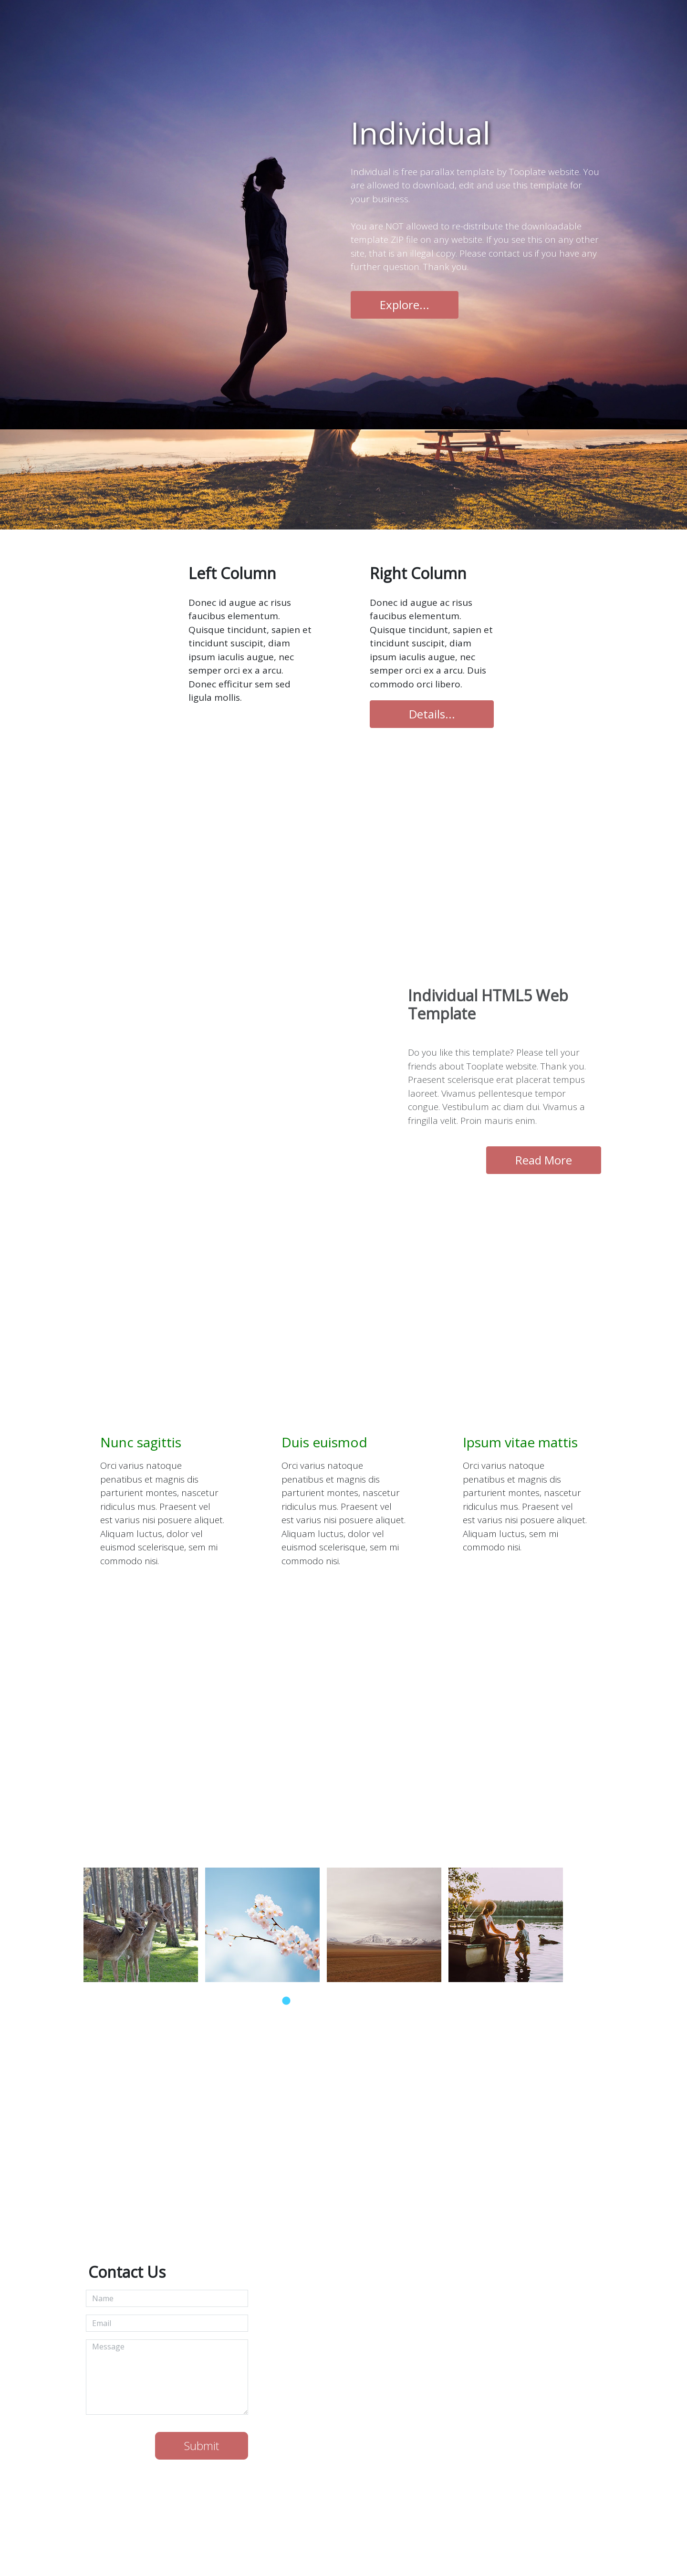 Individual
Individual is free parallax template by Tooplate website. You
are allowed to download, edit and use this template for
your business.
You are NOT allowed to re-distribute the downloadable
template ZIP file on any website. If you see this on any other
site, that is an illegal copy. Please contact us if you have any
further question. Thank you.
Explore...
Left Column
Donec id augue ac risus
faucibus elementum.
Quisque tincidunt, sapien et
tincidunt suscipit, diam
ipsum iaculis augue, nec
semper orci ex a arcu.
Donec efficitur sem sed
ligula mollis.
Right Column
Donec id augue ac risus
faucibus elementum.
Quisque tincidunt, sapien et
tincidunt suscipit, diam
ipsum iaculis augue, nec
semper orci ex a arcu. Duis
commodo orci libero.
Details...
Individual HTML5 Web
Template
Do you like this template? Please tell your
friends about Tooplate website. Thank you.
Praesent scelerisque erat placerat tempus
laoreet. Vivamus pellentesque tempor
congue. Vestibulum ac diam dui. Vivamus a
fringilla velit. Proin mauris enim.
Read More
Nunc sagittis
Orci varius natoque
penatibus et magnis dis
parturient montes, nascetur
ridiculus mus. Praesent vel
est varius nisi posuere aliquet.
Aliquam luctus, dolor vel
euismod scelerisque, sem mi
commodo nisi.
Duis euismod
Orci varius natoque
penatibus et magnis dis
parturient montes, nascetur
ridiculus mus. Praesent vel
est varius nisi posuere aliquet.
Aliquam luctus, dolor vel
euismod scelerisque, sem mi
commodo nisi.
Ipsum vitae mattis
Orci varius natoque
penatibus et magnis dis
parturient montes, nascetur
ridiculus mus. Praesent vel
est varius nisi posuere aliquet.
Aliquam luctus, sem mi
commodo nisi.
Contact Us
Name
Email
Message
Submit